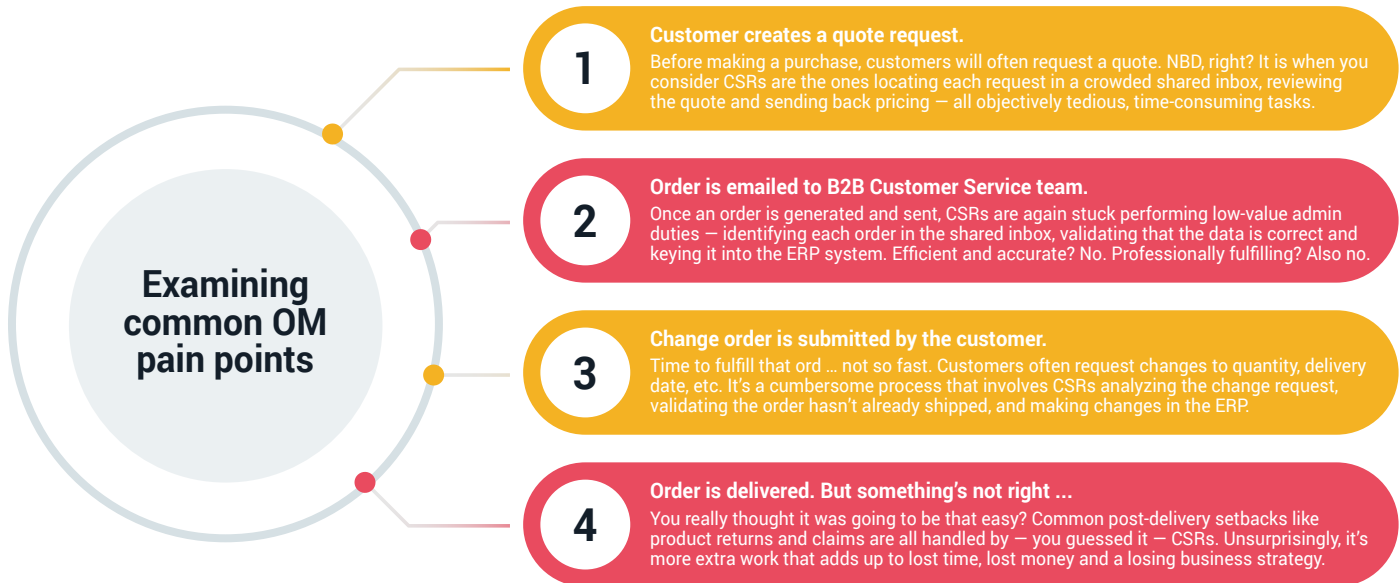 Examining
common OM
pain points
1
Customer creates a quote request.
Before making a purchase, customers will often request a quote. NBD, right? It is when you
consider CSRs are the ones locating each request in a crowded shared inbox, reviewing
the quote and sending back pricing — all objectively tedious, time-consuming tasks.
2
Order is emailed to B2B Customer Service team.
Once an order is generated and sent, CSRs are again stuck performing low-value admin
duties — identifying each order in the shared inbox, validating that the data is correct and
keying it into the ERP system. Efficient and accurate? No. Professionally fulfilling? Also no.
3
Change order is submitted by the customer.
Time to fulfill that ord ... not so fast. Customers often request changes to quantity, delivery
date, etc. It's a cumbersome process that involves CSRs analyzing the change request,
validating the order hasn't already shipped, and making changes in the ERP.
4
Order is delivered. But something's not right ...
You really thought it was going to be that easy? Common post-delivery setbacks like
product returns and claims are all handled by — you guessed it — CSRs. Unsurprisingly, it's
more extra work that adds up to lost time, lost money and a losing business strategy.